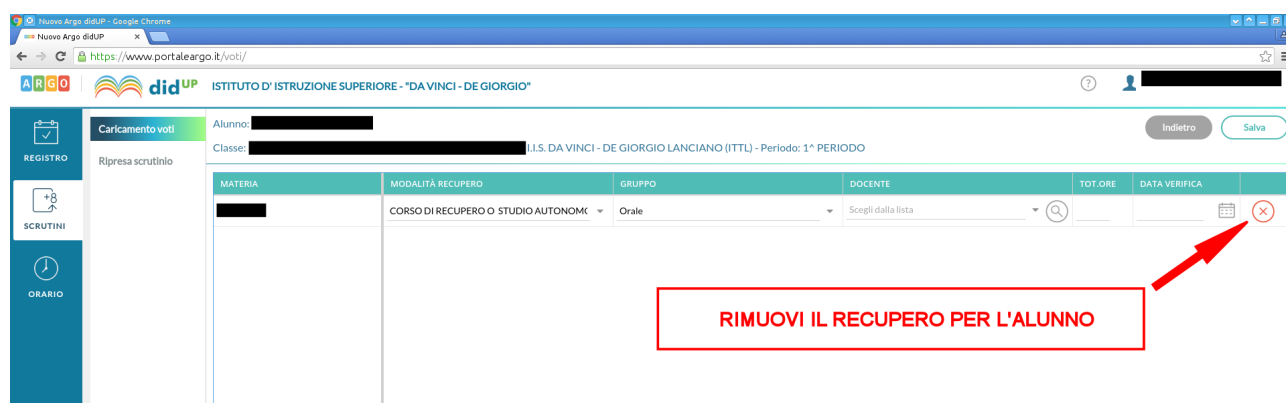 Nuovo Argo didUP - Google Chrome
Nuovo Argo didUP ×
https://www.portaleargo.it/voti/
ARGO didUP ISTITUTO D' ISTRUZIONE SUPERIORE - "DA VINCI - DE GIORGIO" ?
REGISTRO
SCRUTINI
ORARIO
Caricamento voti
Ripresa scrutinio
Alunno:
Classe: I.I.S. DA VINCI - DE GIORGIO LANCIANO (ITTL) - Periodo: 1^ PERIODO
Indietro Salva
MATERIA MODALITÀ RECUPERO GRUPPO DOCENTE TOT.ORE DATA VERIFICA
CORSO DI RECUPERO O STUDIO AUTONOM( Orale Scegli dalla lista
RIMUOVI IL RECUPERO PER L'ALUNNO